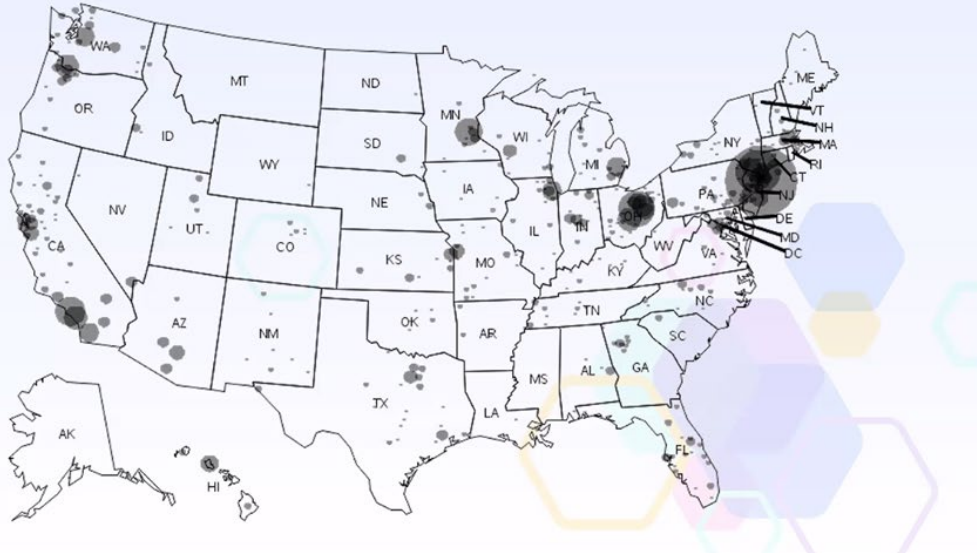 WA
OR
CA
ID
NV
MT
WY
UT
AZ
CO
NM
ND
SD
NE
KS
OK
TX
MN
IA
MO
AR
LA
WI
IL
MI
IN
OH
KY
TN
MS
AL
GA
FL
SC
NC
WV
VA
PA
NY
ME
VT
NH
MA
RI
CT
NJ
DE
MD
DC
AK
HI